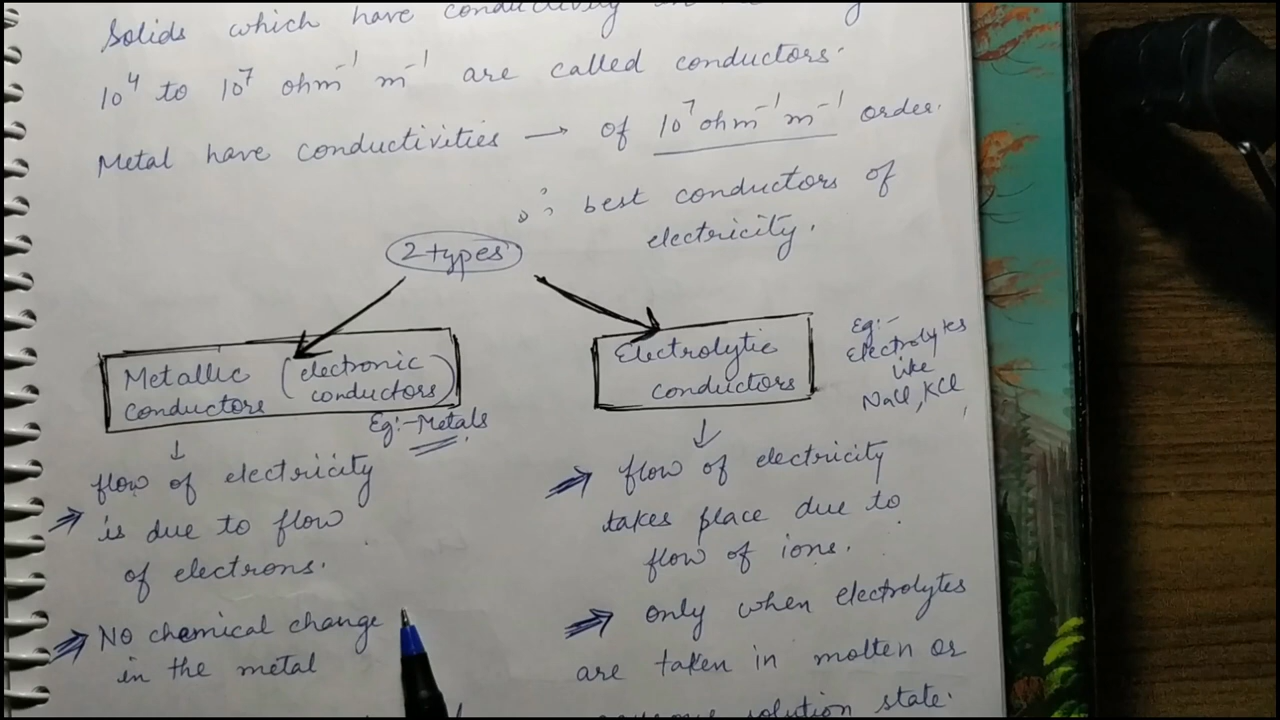 Solids which have conductivity
10⁴ to 10⁷ ohm⁻¹ m⁻¹ are called conductors.
Metal have conductivities → of 10⁷ ohm⁻¹ m⁻¹ order.
∴ best conductors of
electricity.
2 types
Metallic (electronic
conductors conductors)
Eg:- Metals
↓
flow of electricity
⇒ is due to flow
of electrons.
⇒ No chemical change
in the metal
Electrolytic
conductors
Eg:-
Electrolytes
like
NaCl, KCl,
↓
⇒ flow of electricity
takes place due to
flow of ions.
⇒ only when electrolytes
are taken in molten or
solution state.